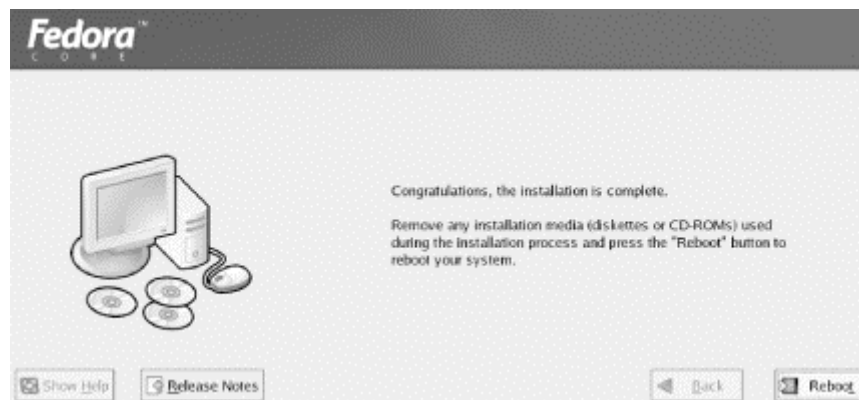 Fedora™
CORE
Congratulations, the installation is complete.
Remove any installation media (diskettes or CD-ROMs) used
during the installation process and press the "Reboot" button to
reboot your system.
Show Help
Release Notes
Back
Reboot